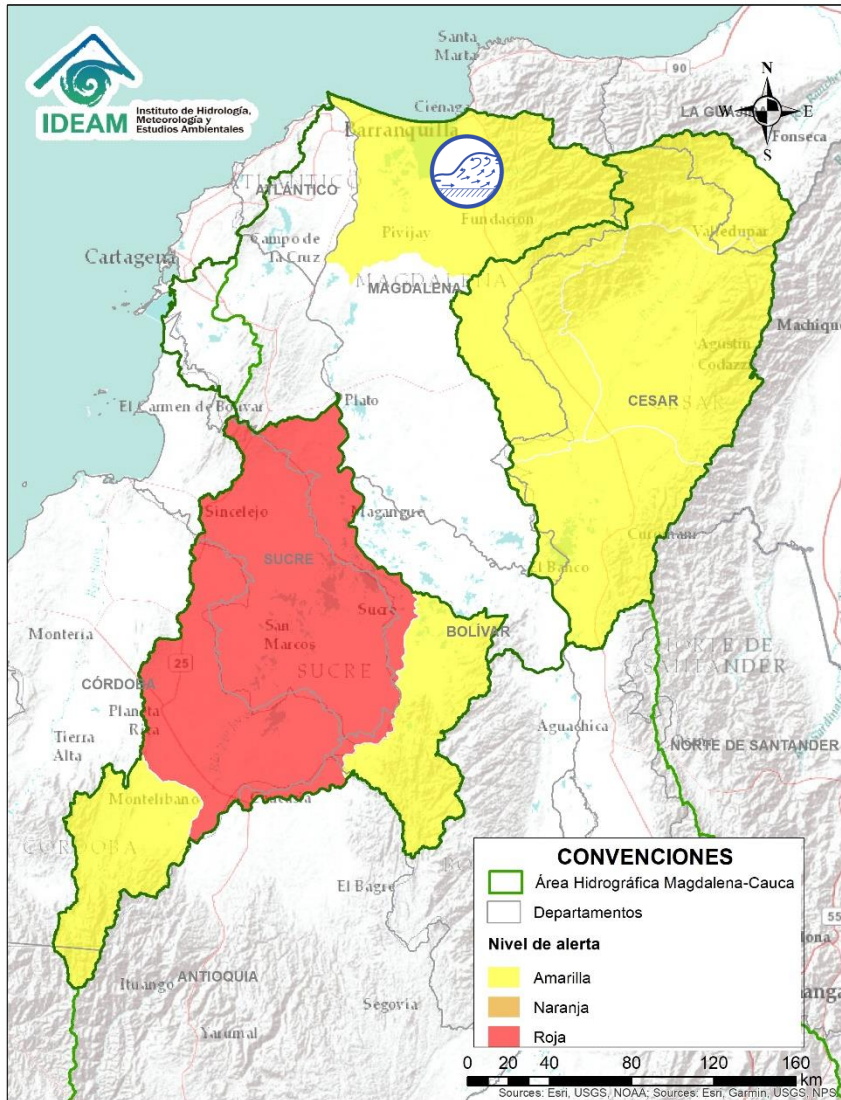 Santa
Marta
90
N
W
E
S
IDEAM
Instituto de Hidrología,
Meteorología y
Estudios Ambientales
Ciénaga
Barranquilla
LA GUAJIRA
Fonseca
ATLÁNTICO
ATLÁNTICO
Fundación
Valledupar
Pivijay
Campo de
la Cruz
Cartagena
MAGDALENA
MAGDALENA
Machique
Agustín
Codazzi
CESAR
CESAR
Plato
El Carmen de Bolívar
Sincelejo
Magangué
Curumaní
SUCRE
El Banco
Sucre
San
Marcos
BOLÍVAR
Montería
SUCRE
25
NORTE DE
SANTANDER
CÓRDOBA
Planeta
Rica
Aguachica
Tierra
Alta
NORTE DE SANTANDER
Montelíbano
CÓRDOBA
El Bagre
Ituango
ANTIOQUIA
Segovia
Yarumal
CONVENCIONES
Área Hidrográfica Magdalena-Cauca
Departamentos
Nivel de alerta
Amarilla
Naranja
Roja
55
0 20 40 80 120 160
km
Sources: Esri, USGS, NOAA; Sources: Esri, Garmin, USGS, NPS